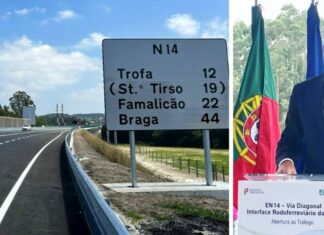 N14
Trofa 12
(St.º Tirso 19)
Famalicão 22
Braga 44
EN14 - Via Diagonal
Interface Rodoferroviário da
Abertura ao Tráfego